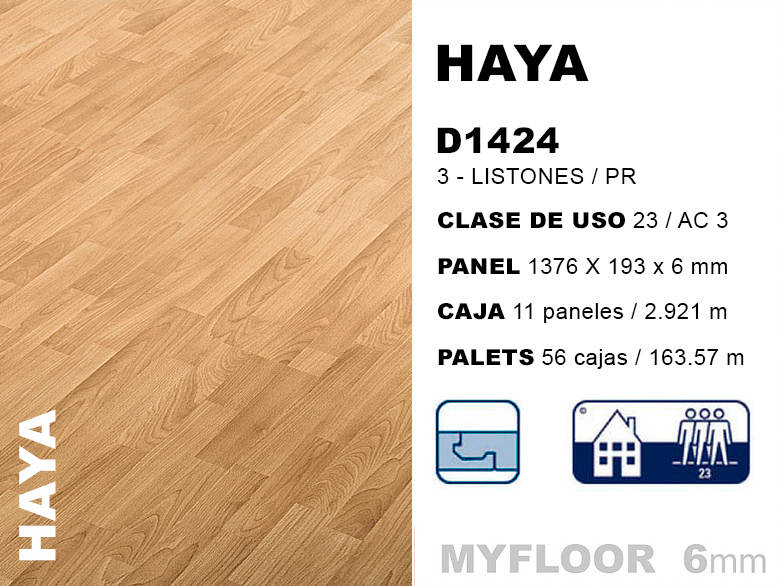 HAYA
HAYA
D1424
3 - LISTONES / PR
CLASE DE USO 23 / AC 3
PANEL 1376 X 193 x 6 mm
CAJA 11 paneles / 2.921 m
PALETS 56 cajas / 163.57 m
©
23
MYFLOOR 6mm